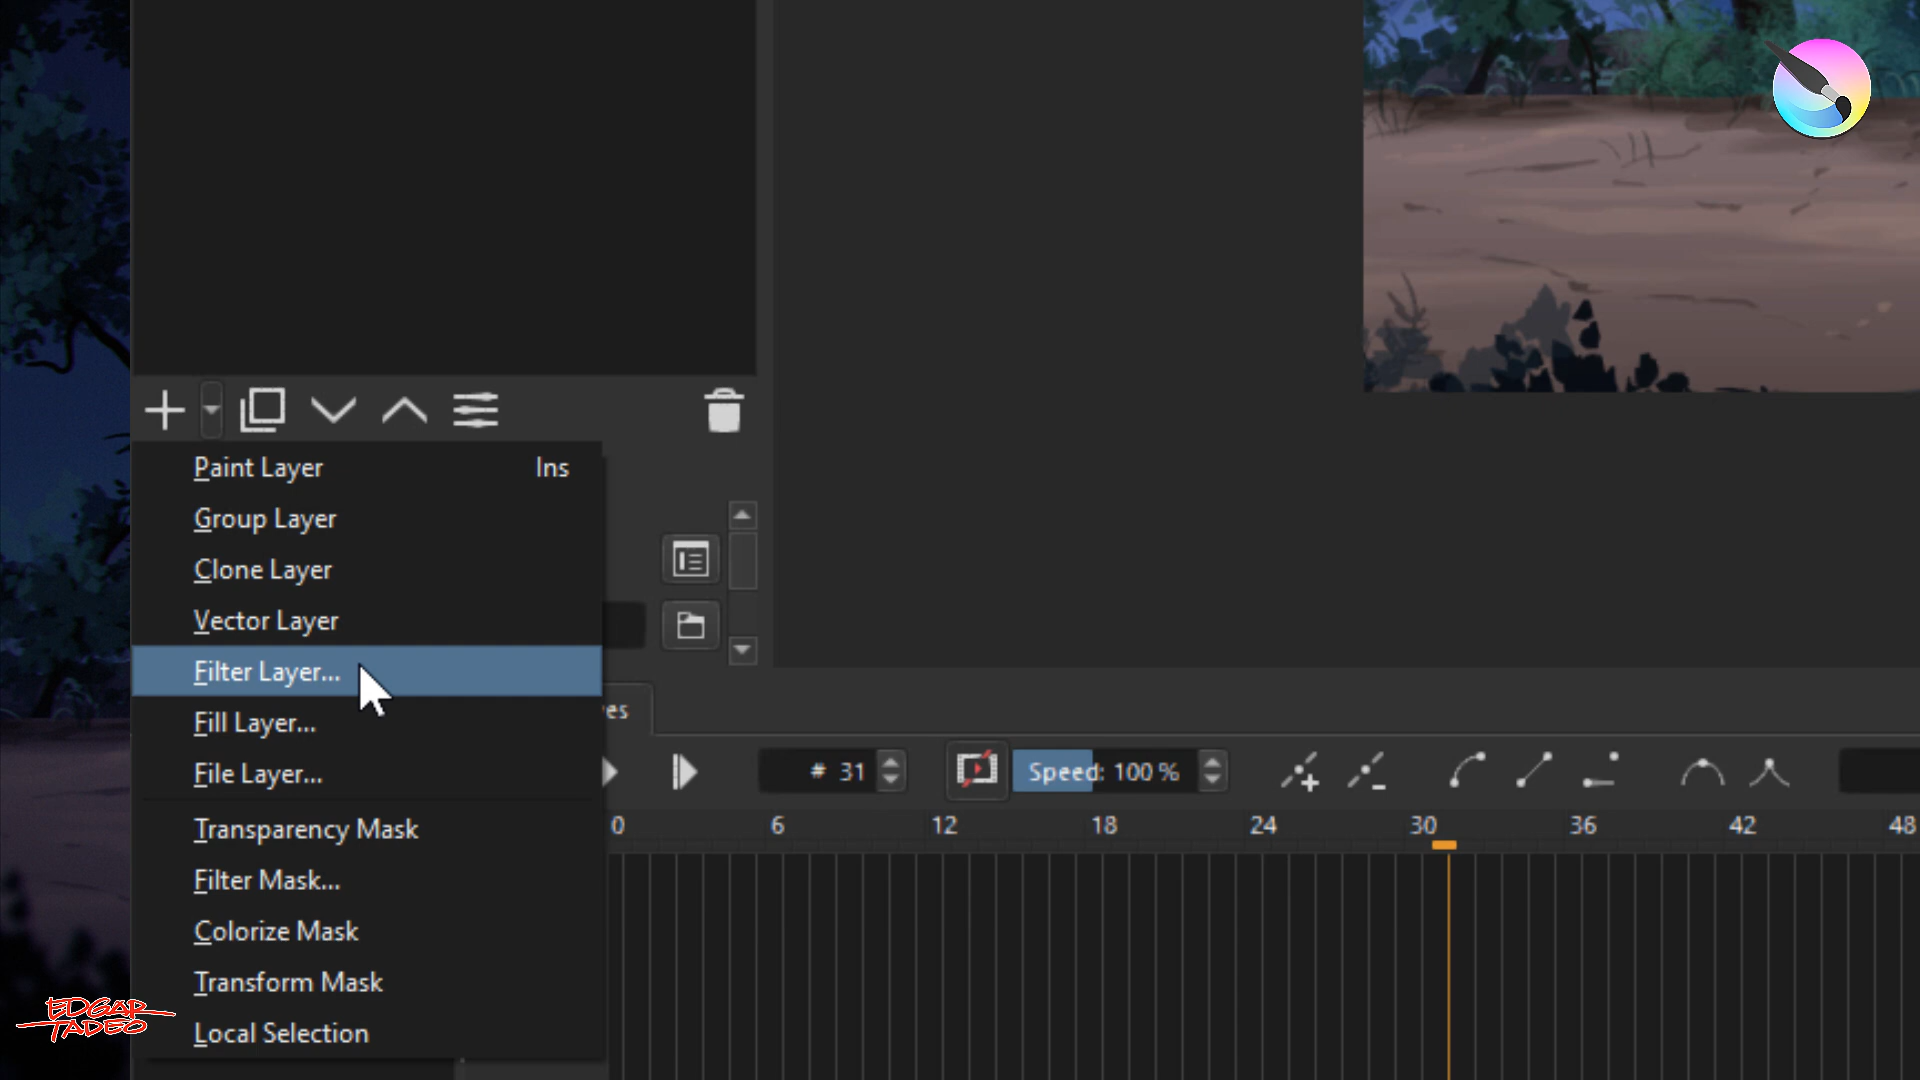 Paint Layer Ins
Group Layer
Clone Layer
Vector Layer
Filter Layer...
Fill Layer...
File Layer...
Transparency Mask
Filter Mask...
Colorize Mask
Transform Mask
Local Selection
es
# 31
Speed: 100 %
0 6 12 18 24 30 36 42 48
EDGAR
TADEO